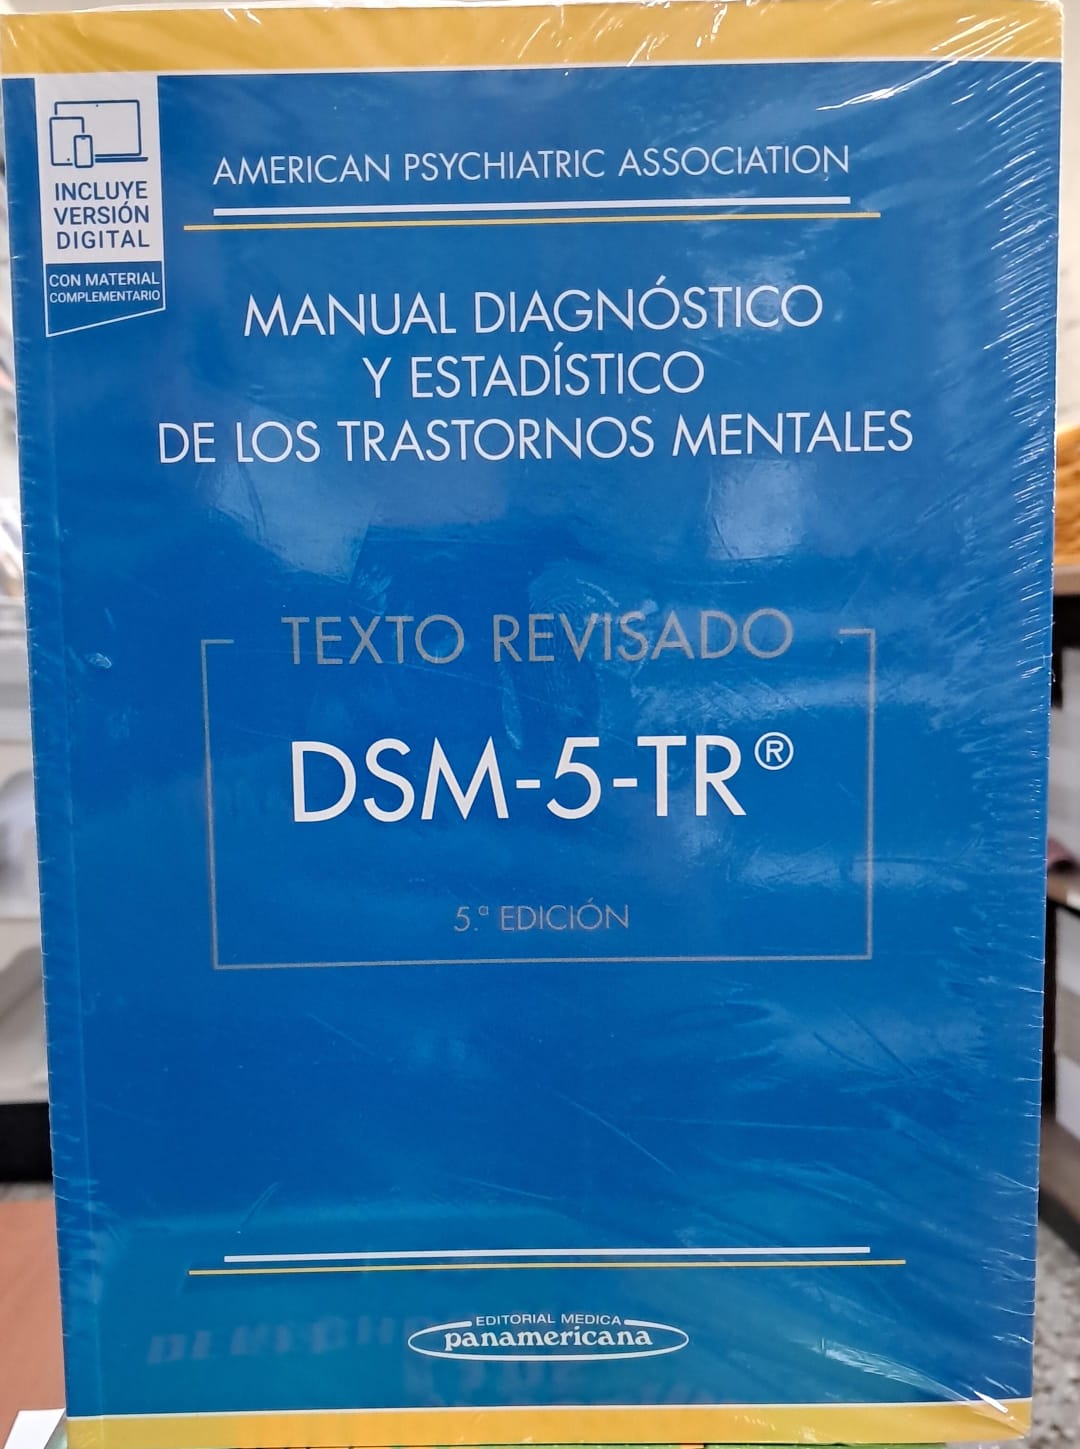 INCLUYE
VERSIÓN
DIGITAL
CON MATERIAL
COMPLEMENTARIO
AMERICAN PSYCHIATRIC ASSOCIATION
MANUAL DIAGNÓSTICO
Y ESTADÍSTICO
DE LOS TRASTORNOS MENTALES
TEXTO REVISADO
DSM-5-TR®
5.ª EDICIÓN
EDITORIAL MEDICA
panamericana